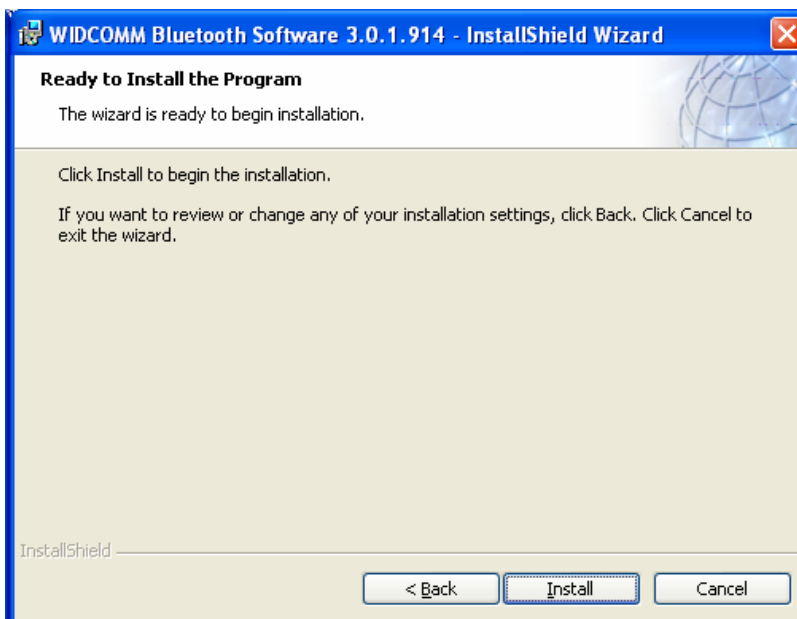 WIDCOMM Bluetooth Software 3.0.1.914 - InstallShield Wizard
Ready to Install the Program
The wizard is ready to begin installation.
Click Install to begin the installation.
If you want to review or change any of your installation settings, click Back. Click Cancel to
exit the wizard.
InstallShield
< Back Install Cancel